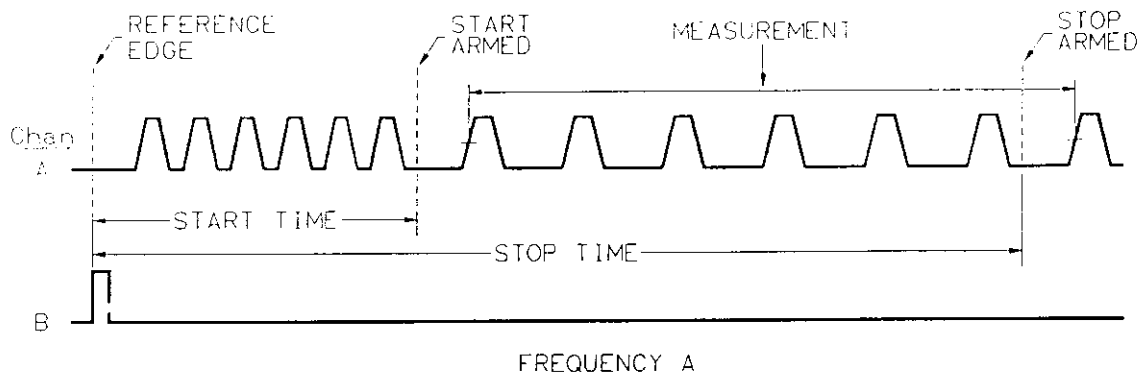 REFERENCE
EDGE
START
ARMED
MEASUREMENT
STOP
ARMED
Chan
A
START TIME
STOP TIME
B
FREQUENCY A